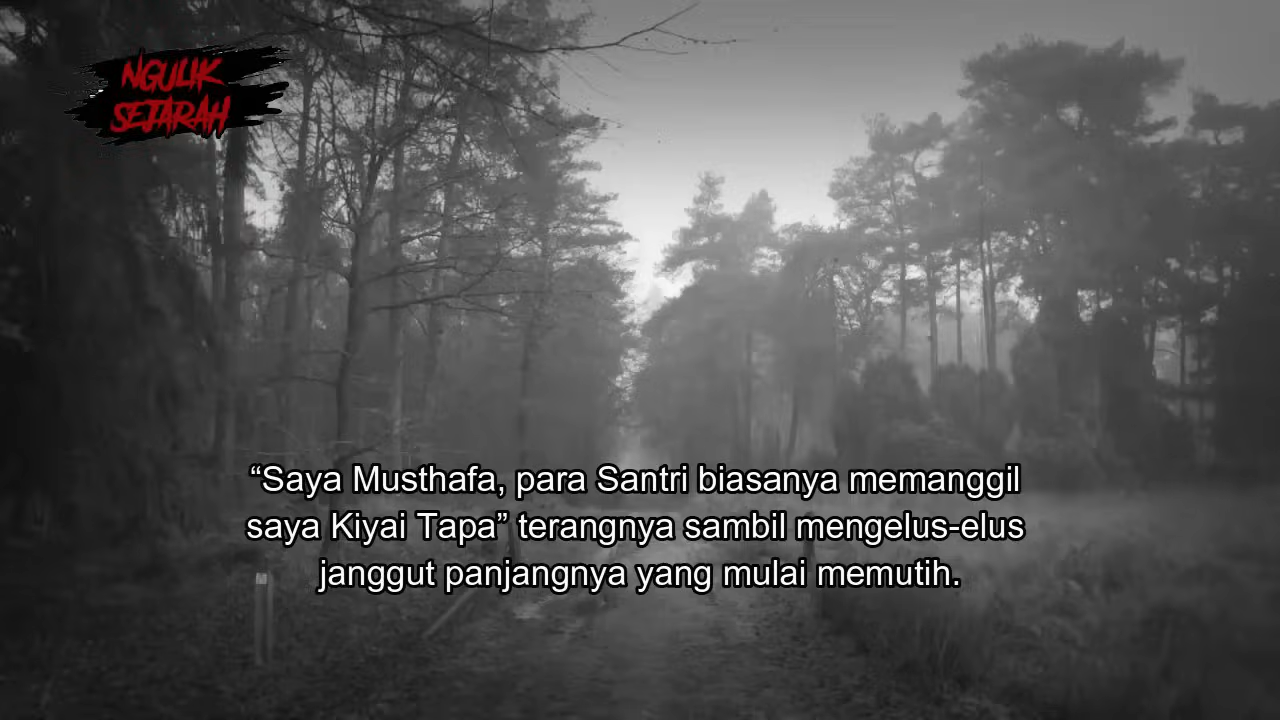 NGULIK
SEJARAH
“Saya Musthafa, para Santri biasanya memanggil
saya Kiyai Tapa” terangnya sambil mengelus-elus
janggut panjangnya yang mulai memutih.